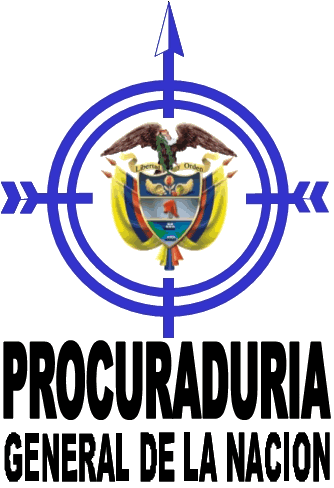 Libertad y Orden
PROCURADURIA
GENERAL DE LA NACION